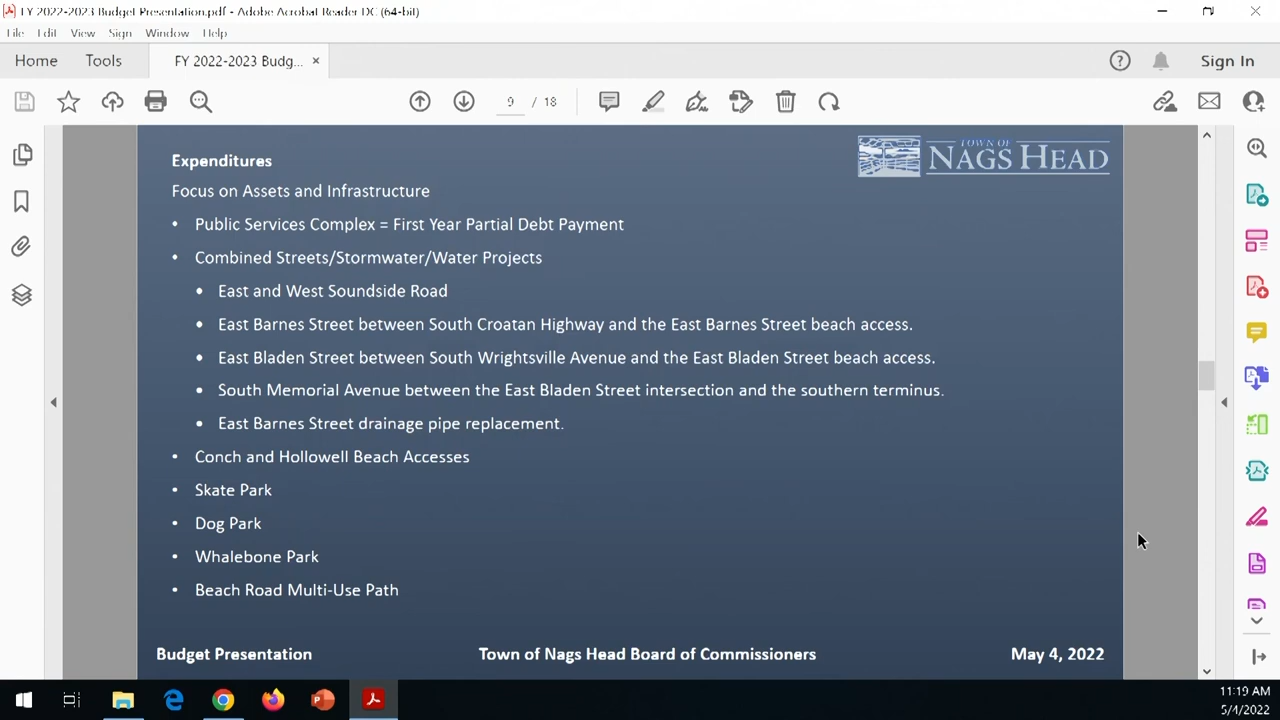 FY 2022-2023 Budget Presentation.pdf - Adobe Acrobat Reader DC (64-bit)
File Edit View Sign Window Help
Home Tools FY 2022-2023 Budg... × Sign In
9 / 18
TOWN OF
NAGS HEAD
Expenditures
Focus on Assets and Infrastructure
• Public Services Complex = First Year Partial Debt Payment
• Combined Streets/Stormwater/Water Projects
• East and West Soundside Road
• East Barnes Street between South Croatan Highway and the East Barnes Street beach access.
• East Bladen Street between South Wrightsville Avenue and the East Bladen Street beach access.
• South Memorial Avenue between the East Bladen Street intersection and the southern terminus.
• East Barnes Street drainage pipe replacement.
• Conch and Hollowell Beach Accesses
• Skate Park
• Dog Park
• Whalebone Park
• Beach Road Multi-Use Path
Budget Presentation Town of Nags Head Board of Commissioners May 4, 2022
11:19 AM
5/4/2022